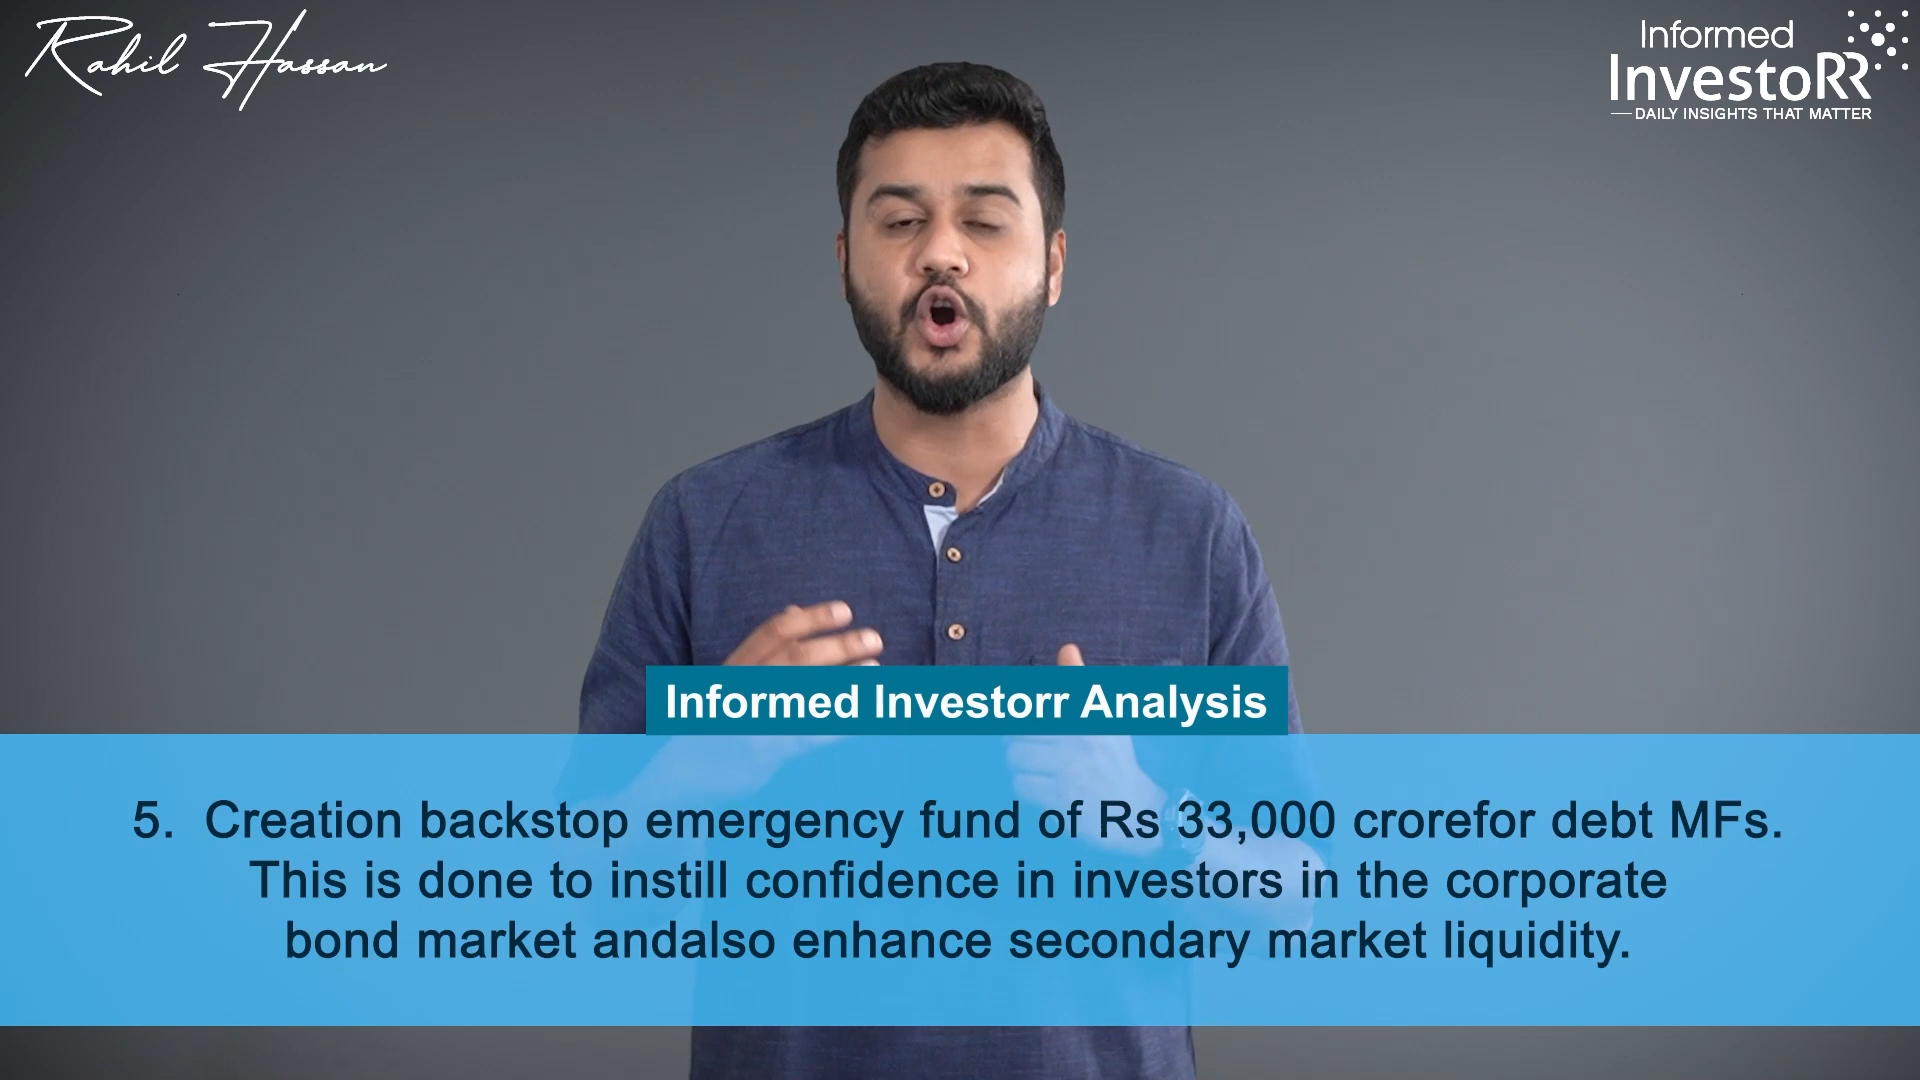 Rahil Hassan
Informed
InvestoRR
DAILY INSIGHTS THAT MATTER
Informed Investorr Analysis
5. Creation backstop emergency fund of Rs 33,000 crorefor debt MFs.
This is done to instill confidence in investors in the corporate
bond market andalso enhance secondary market liquidity.